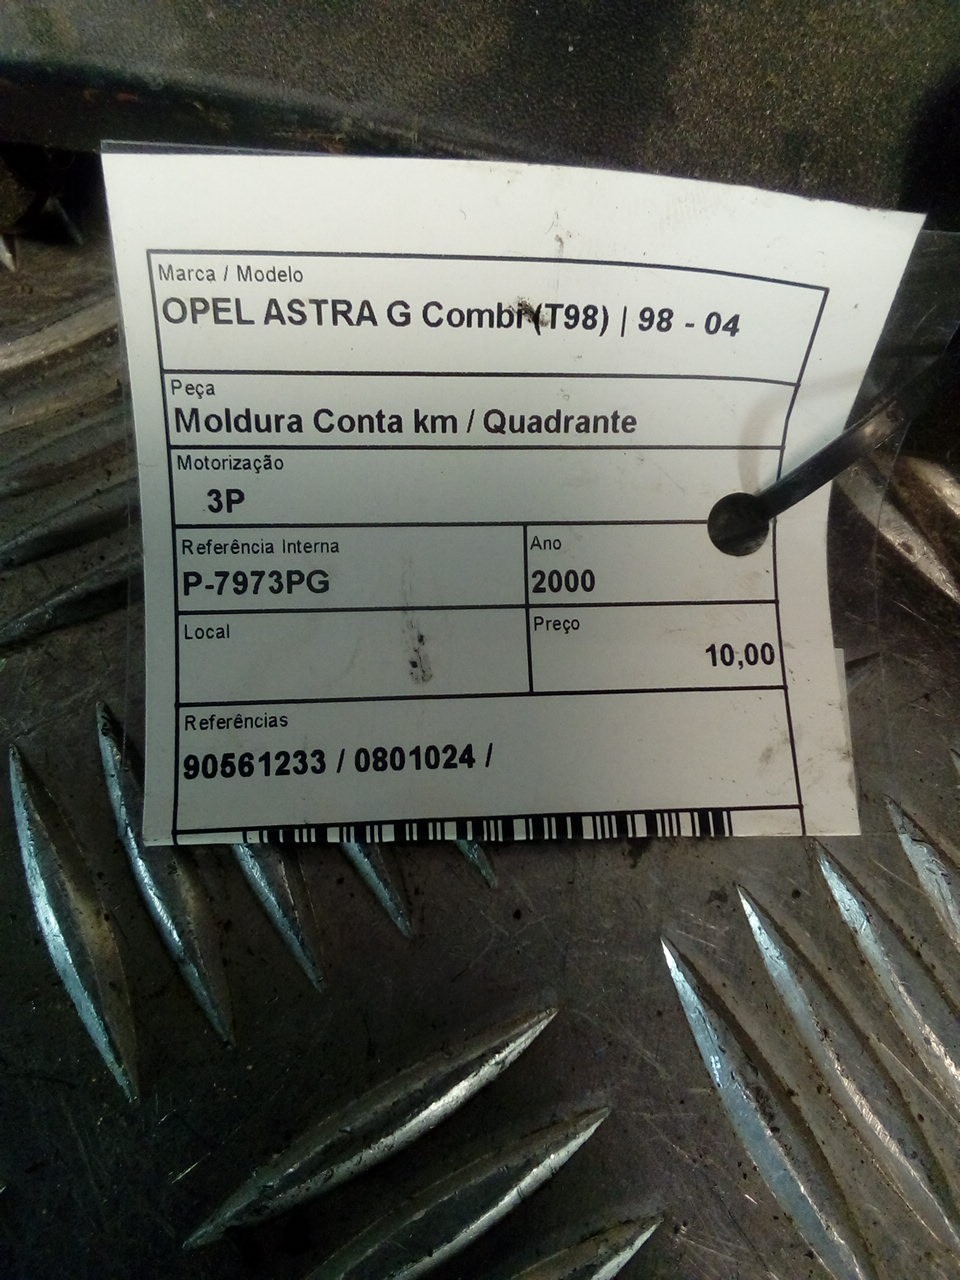 Marca / Modelo
OPEL ASTRA G Combi (T98) | 98 - 04
Peça
Moldura Conta km / Quadrante
Motorização
3P
Referência Interna
P-7973PG
Ano
2000
Local
Preço
10,00
Referências
90561233 / 0801024 /